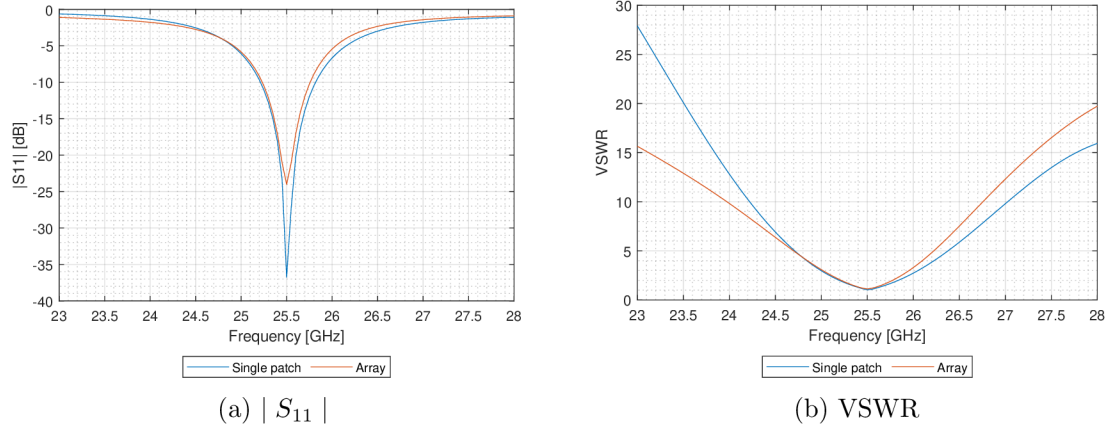 0
-5
-10
-15
-20
-25
-30
-35
-40
|S11| [dB]
23 23.5 24 24.5 25 25.5 26 26.5 27 27.5 28
Frequency [GHz]
Single patch Array
(a) | S11 |
30
25
20
15
10
5
0
VSWR
23 23.5 24 24.5 25 25.5 26 26.5 27 27.5 28
Frequency [GHz]
Single patch Array
(b) VSWR